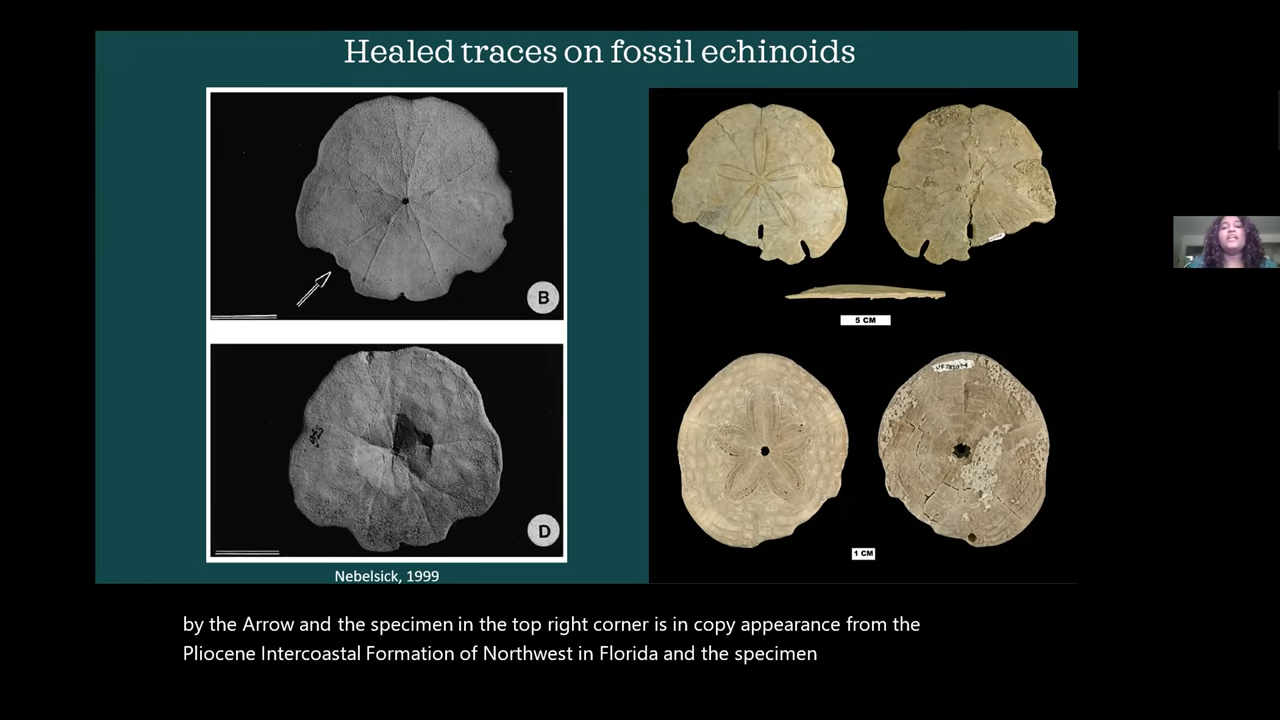 Healed traces on fossil echinoids
B
D
Nebelsick, 1999
5 CM
1 CM
by the Arrow and the specimen in the top right corner is in copy appearance from the
Pliocene Intercoastal Formation of Northwest in Florida and the specimen